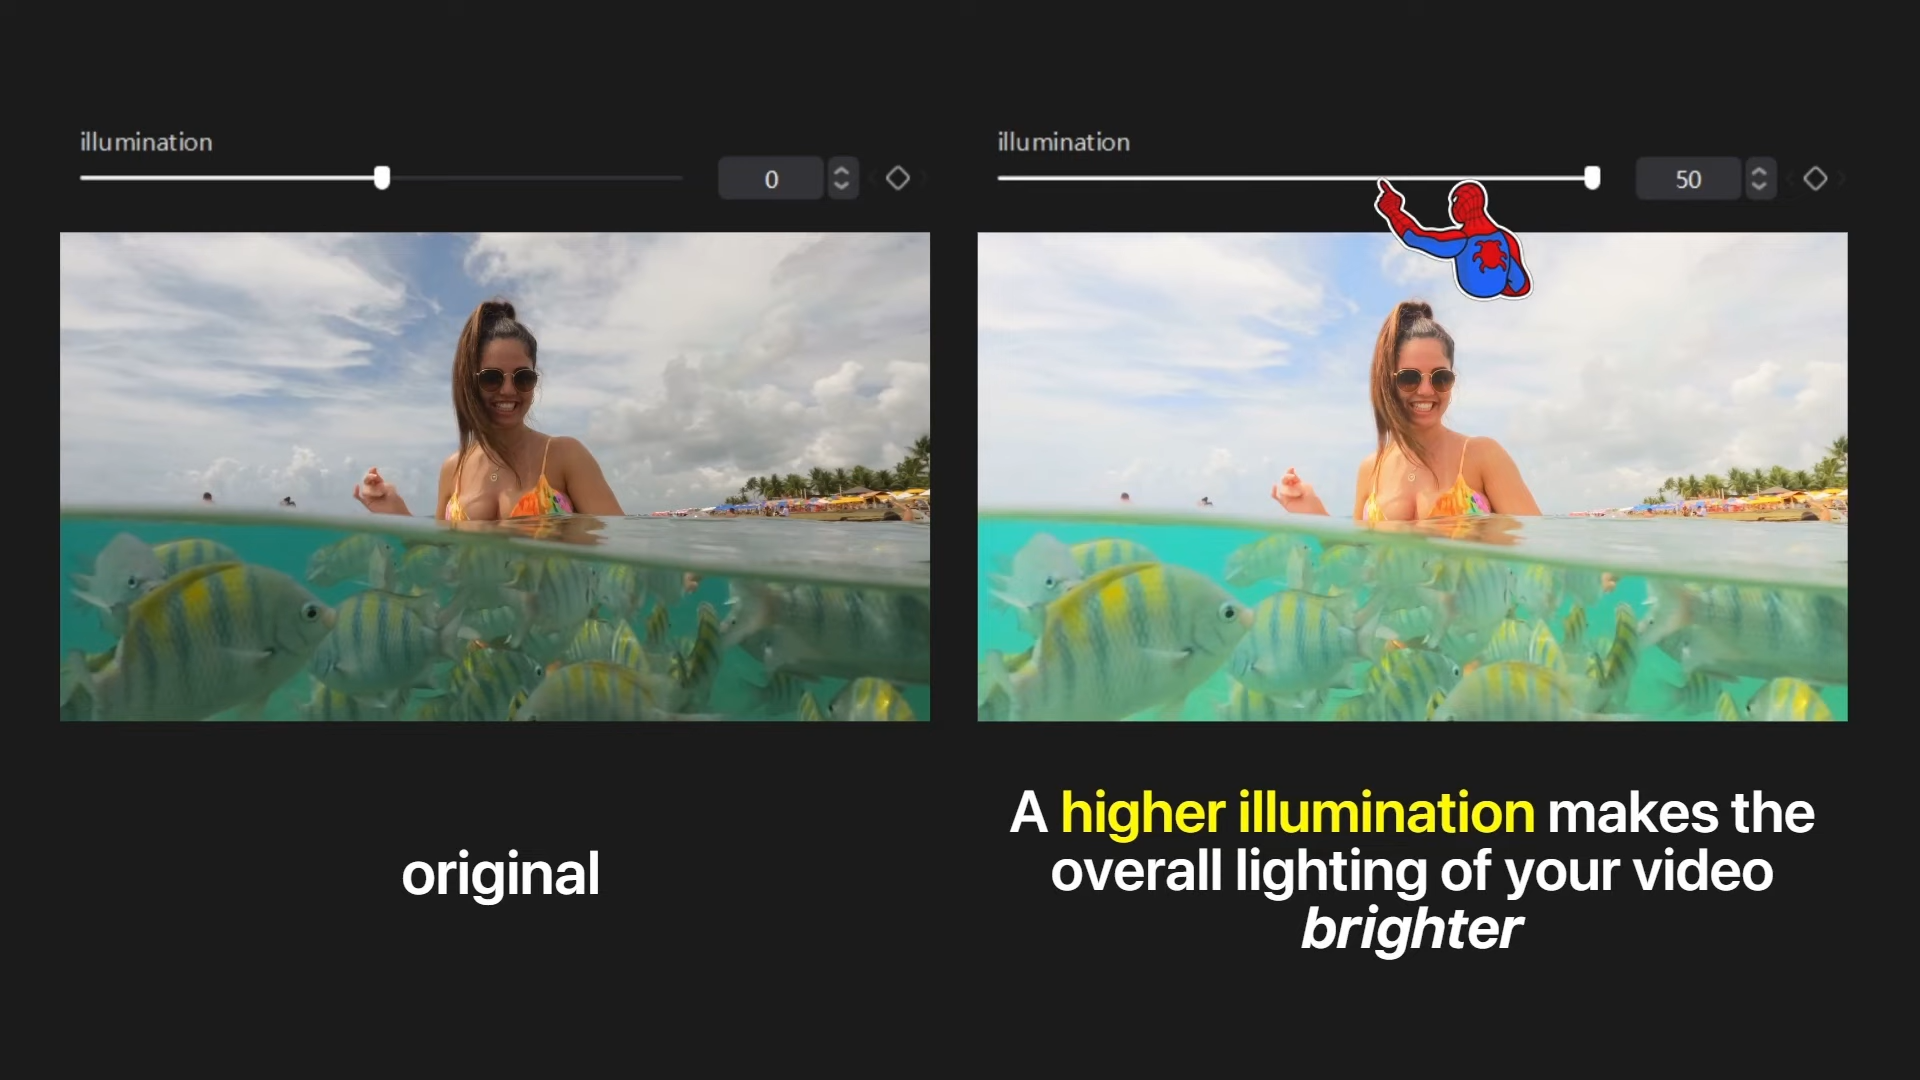 illumination
0
original
illumination
50
A higher illumination makes the
overall lighting of your video
brighter